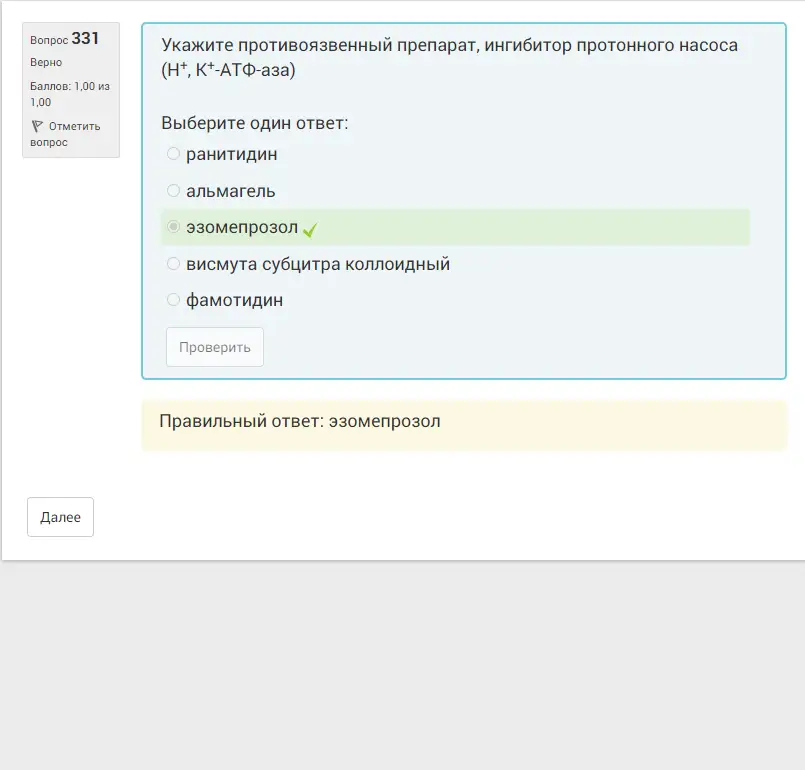 Вопрос 331
Верно
Баллов: 1,00 из
1,00
Отметить
вопрос
Укажите противоязвенный препарат, ингибитор протонного насоса
(H⁺, K⁺-АТФ-аза)
Выберите один ответ:
ранитидин
альмагель
эзомепрозол
висмута субцитра коллоидный
фамотидин
Проверить
Правильный ответ: эзомепрозол
Далее